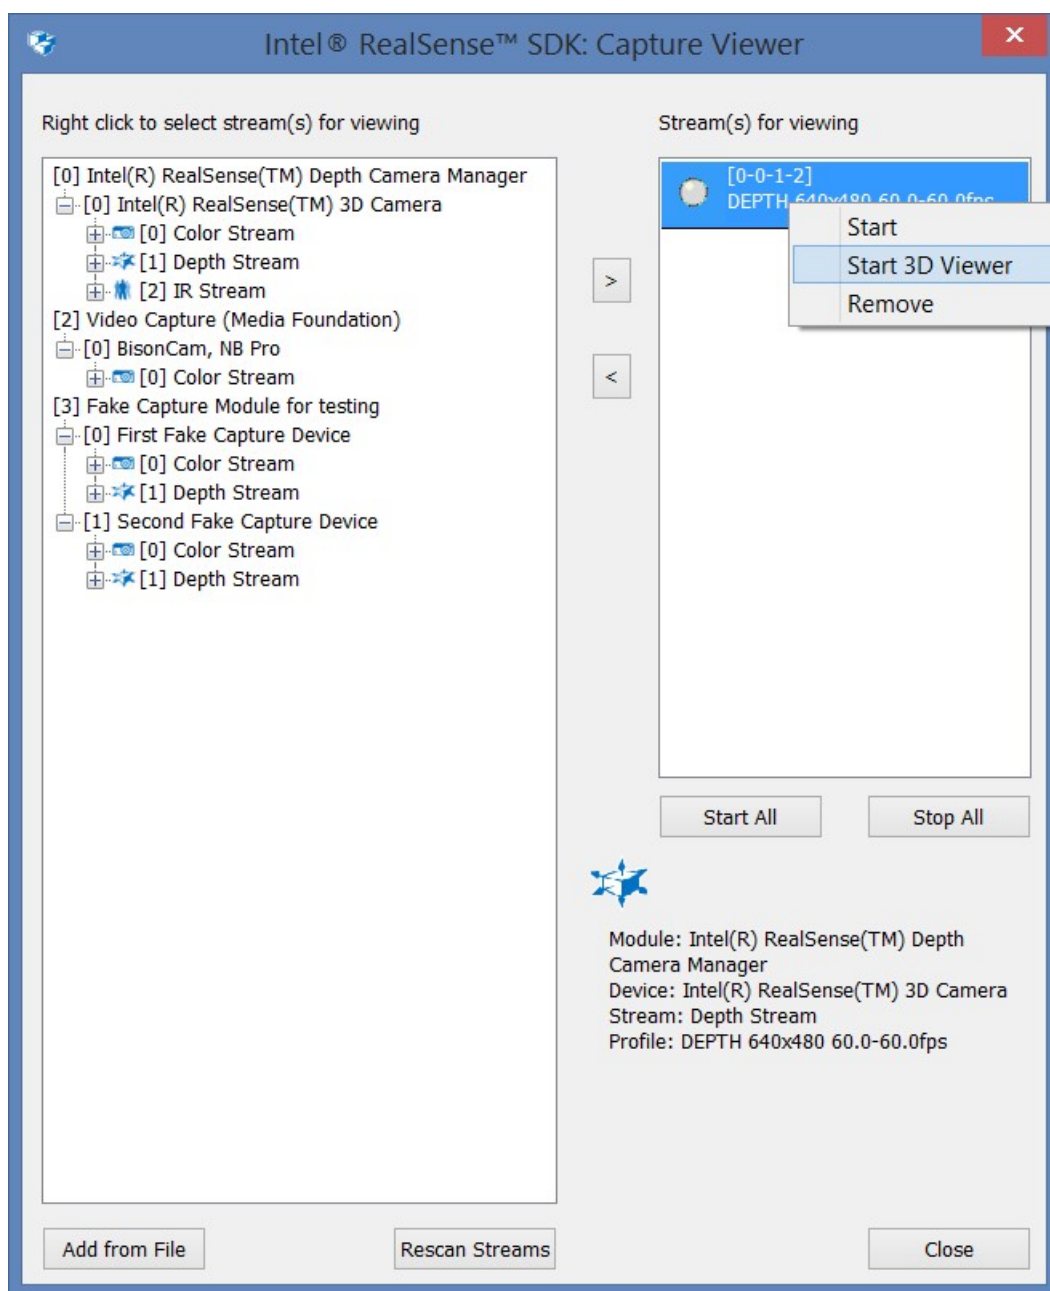 Intel® RealSense™ SDK: Capture Viewer
Right click to select stream(s) for viewing
[0] Intel(R) RealSense(TM) Depth Camera Manager
[0] Intel(R) RealSense(TM) 3D Camera
[0] Color Stream
[1] Depth Stream
[2] IR Stream
[2] Video Capture (Media Foundation)
[0] BisonCam, NB Pro
[0] Color Stream
[3] Fake Capture Module for testing
[0] First Fake Capture Device
[0] Color Stream
[1] Depth Stream
[1] Second Fake Capture Device
[0] Color Stream
[1] Depth Stream
>
<
Stream(s) for viewing
[0-0-1-2]
DEPTH 640x480 60.0-60.0fps
Start
Start 3D Viewer
Remove
Start All
Stop All
Module: Intel(R) RealSense(TM) Depth
Camera Manager
Device: Intel(R) RealSense(TM) 3D Camera
Stream: Depth Stream
Profile: DEPTH 640x480 60.0-60.0fps
Add from File
Rescan Streams
Close